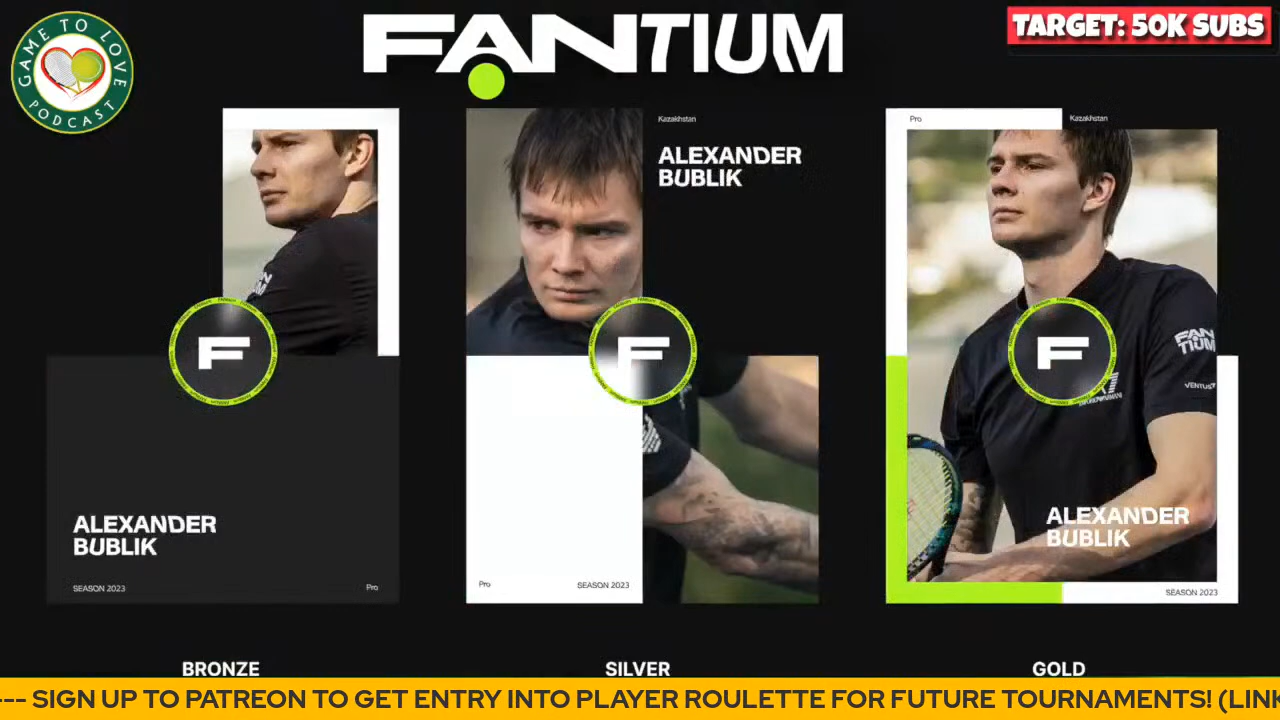 GAME TO LOVE
PODCAST
FANTIUM
TARGET: 50K SUBS
ALEXANDER
BUBLIK
SEASON 2023
Pro
F
BRONZE
Kazakhstan
ALEXANDER
BUBLIK
F
Pro
SEASON 2023
SILVER
Pro
Kazakhstan
FAN
TIUM
VENTUS
F
ALEXANDER
BUBLIK
SEASON 2023
GOLD
--- SIGN UP TO PATREON TO GET ENTRY INTO PLAYER ROULETTE FOR FUTURE TOURNAMENTS! (LINK